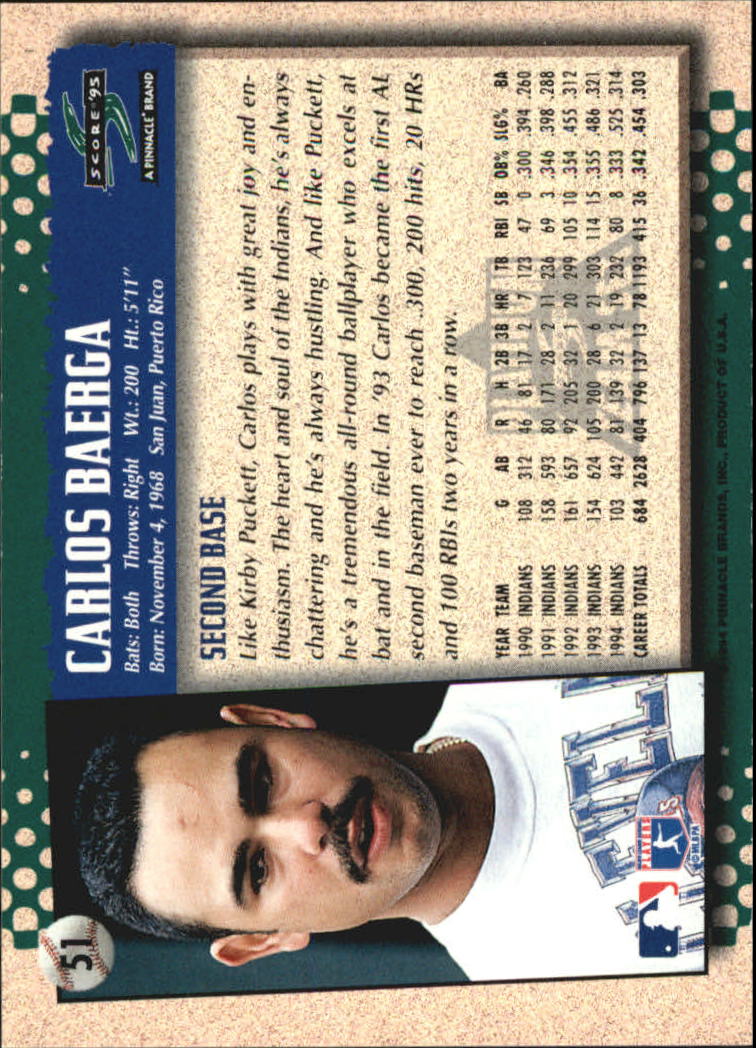 51
CARLOS BAERGA
Bats: Both Throws: Right Wt.: 200 Ht.: 5'11"
Born: November 4, 1968 San Juan, Puerto Rico
SCORE '95
A PINNACLE BRAND
SECOND BASE
Like Kirby Puckett, Carlos plays with great joy and en-
thusiasm. The heart and soul of the Indians, he's always
chattering and he's always hustling. And like Puckett,
he's a tremendous all-round ballplayer who excels at
bat and in the field. In '93 Carlos became the first AL
second baseman ever to reach .300, 200 hits, 20 HRs
and 100 RBIs two years in a row.
YEAR TEAM G AB R H 2B 3B HR TB RBI SB OB% SLG% BA
1990 INDIANS 108 312 46 81 17 2 7 123 47 0 .300 .394 .260
1991 INDIANS 158 593 80 171 28 2 11 236 69 3 .346 .398 .288
1992 INDIANS 161 657 92 205 32 1 20 299 105 10 .354 .455 .312
1993 INDIANS 154 624 105 200 28 6 21 303 114 15 .355 .486 .321
1994 INDIANS 103 442 81 139 32 2 19 232 80 8 .333 .525 .314
CAREER TOTALS 684 2628 404 796 137 13 78 1193 415 36 .342 .454 .303
PLAYERS
©MLBPA
PINNACLE BRANDS, INC., PRODUCT OF U.S.A.